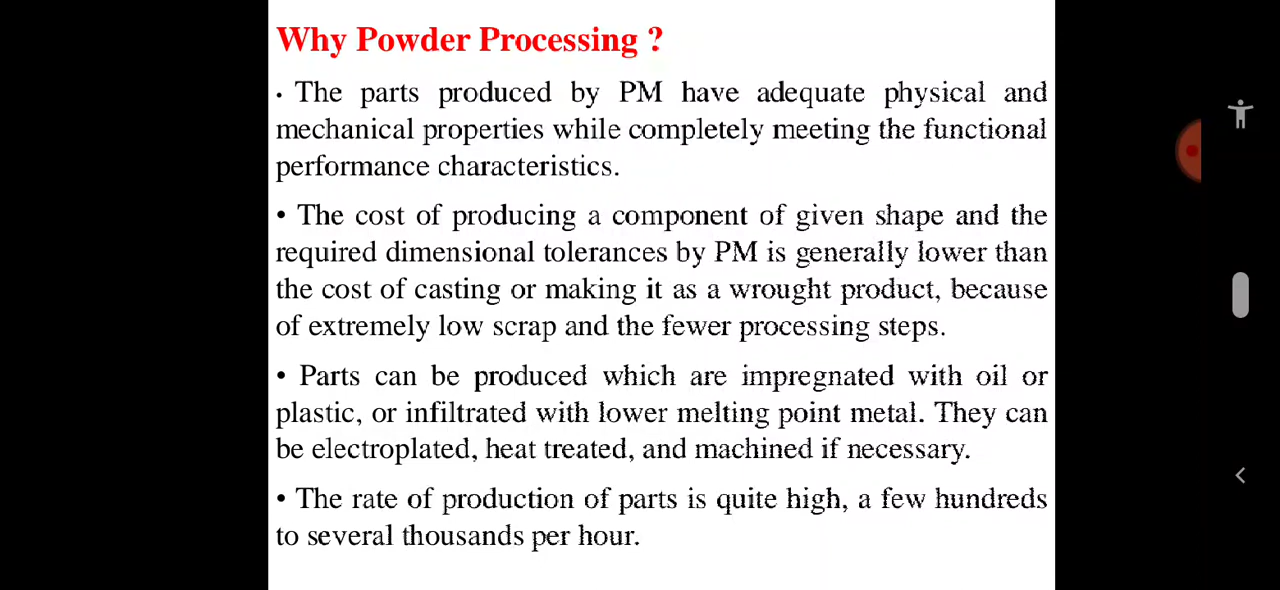 Why Powder Processing ?
• The parts produced by PM have adequate physical and
mechanical properties while completely meeting the functional
performance characteristics.
• The cost of producing a component of given shape and the
required dimensional tolerances by PM is generally lower than
the cost of casting or making it as a wrought product, because
of extremely low scrap and the fewer processing steps.
• Parts can be produced which are impregnated with oil or
plastic, or infiltrated with lower melting point metal. They can
be electroplated, heat treated, and machined if necessary.
• The rate of production of parts is quite high, a few hundreds
to several thousands per hour.